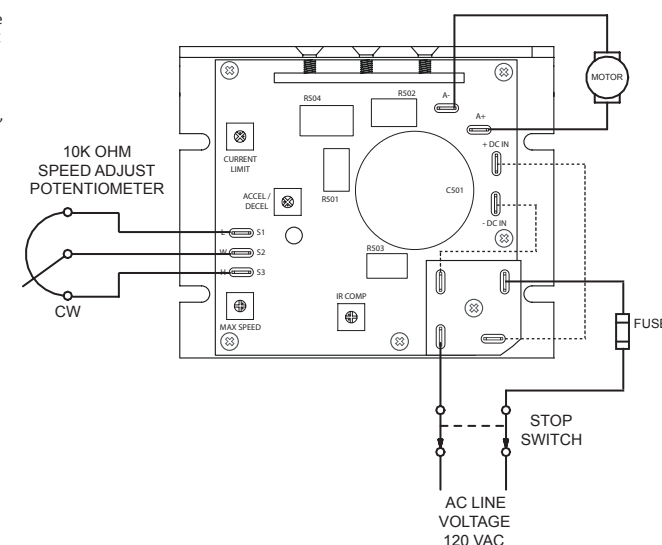 e
10K OHM
SPEED ADJUST
POTENTIOMETER
CW
R504
R502
A-
MOTOR
A+
+ DC IN
CURRENT
LIMIT
R501
C501
ACCEL /
DECEL
- DC IN
L S1
W S2
H S3
R503
MAX SPEED
IR COMP
FUSE
STOP
SWITCH
AC LINE
VOLTAGE
120 VAC